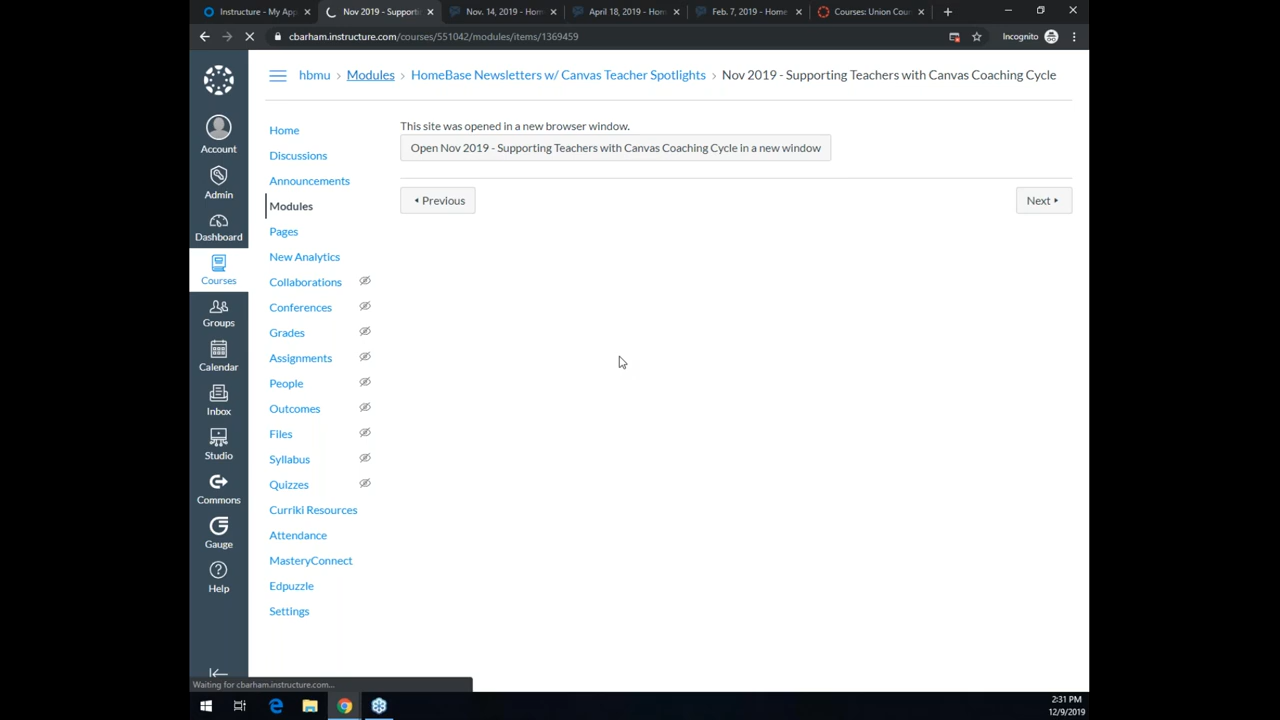 Instructure - My App
Nov 2019 - Supporti
Nov. 14, 2019 - Hom
April 18, 2019 - Hom
Feb. 7, 2019 - Home
Courses: Union Cou
cbarham.instructure.com/courses/551042/modules/items/1369459
Incognito
hbmu > Modules > HomeBase Newsletters w/ Canvas Teacher Spotlights > Nov 2019 - Supporting Teachers with Canvas Coaching Cycle
Account
Admin
Dashboard
Courses
Groups
Calendar
Inbox
Studio
Commons
Gauge
Help
Home
Discussions
Announcements
Modules
Pages
New Analytics
Collaborations
Conferences
Grades
Assignments
People
Outcomes
Files
Syllabus
Quizzes
Curriki Resources
Attendance
MasteryConnect
Edpuzzle
Settings
This site was opened in a new browser window.
Open Nov 2019 - Supporting Teachers with Canvas Coaching Cycle in a new window
Previous
Next
Waiting for cbarham.instructure.com...
2:31 PM
12/9/2019